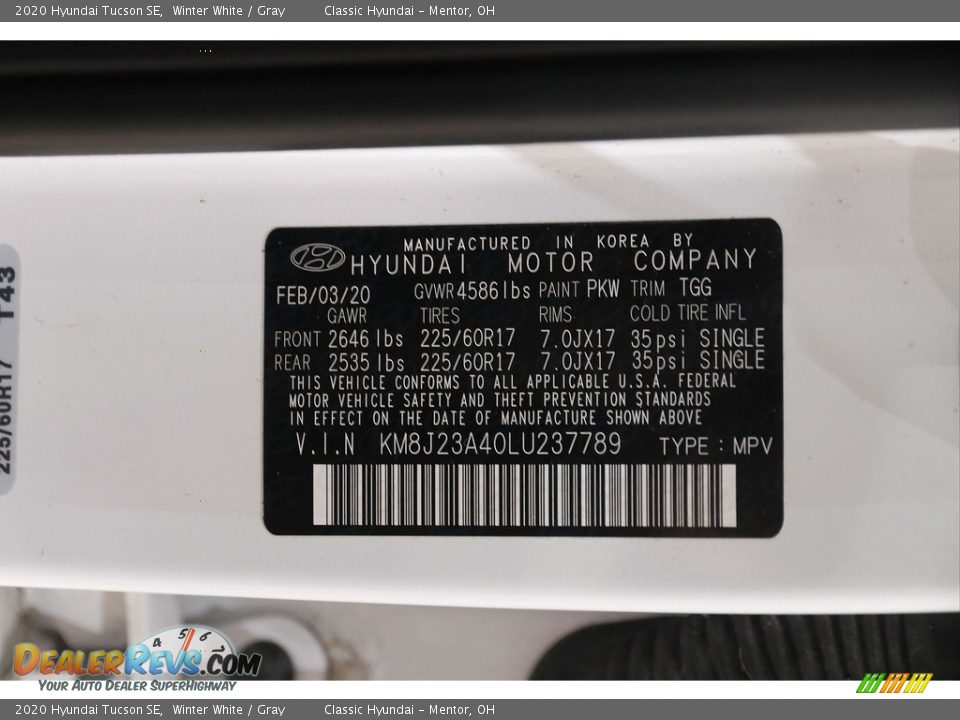 2020 Hyundai Tucson SE, Winter White / Gray Classic Hyundai - Mentor, OH
MANUFACTURED IN KOREA BY
HYUNDAI MOTOR COMPANY
FEB/03/20 GVWR 4586lbs PAINT PKW TRIM TGG
GAWR TIRES RIMS COLD TIRE INFL
FRONT 2646 lbs 225/60R17 7.0JX17 35psi SINGLE
REAR 2535 lbs 225/60R17 7.0JX17 35psi SINGLE
THIS VEHICLE CONFORMS TO ALL APPLICABLE U.S.A. FEDERAL
MOTOR VEHICLE SAFETY AND THEFT PREVENTION STANDARDS
IN EFFECT ON THE DATE OF MANUFACTURE SHOWN ABOVE
V.I.N KM8J23A40LU237789 TYPE : MPV
225/60R17 T43
4 5 6 7
DEALERREVS.COM
YOUR AUTO DEALER SUPERHIGHWAY
2020 Hyundai Tucson SE, Winter White / Gray Classic Hyundai - Mentor, OH